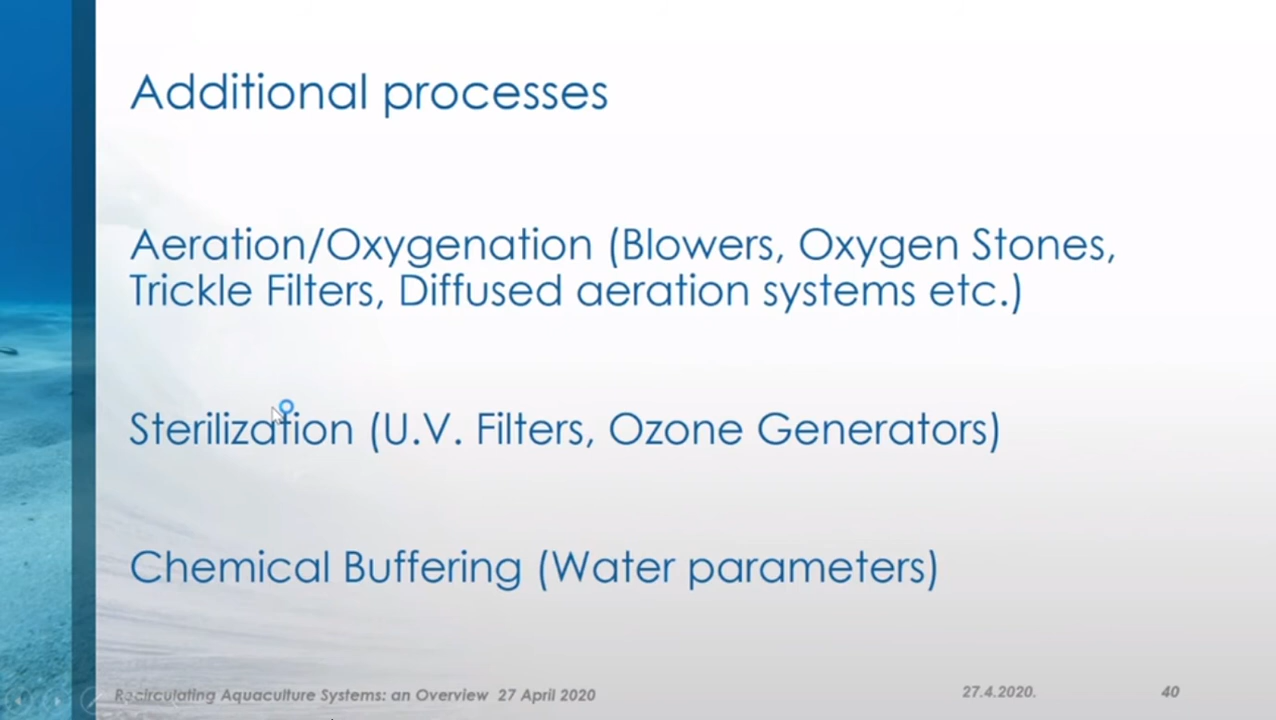 Additional processes
Aeration/Oxygenation (Blowers, Oxygen Stones,
Trickle Filters, Diffused aeration systems etc.)
Sterilization (U.V. Filters, Ozone Generators)
Chemical Buffering (Water parameters)
Recirculating Aquaculture Systems: an Overview 27 April 2020
27.4.2020.
40